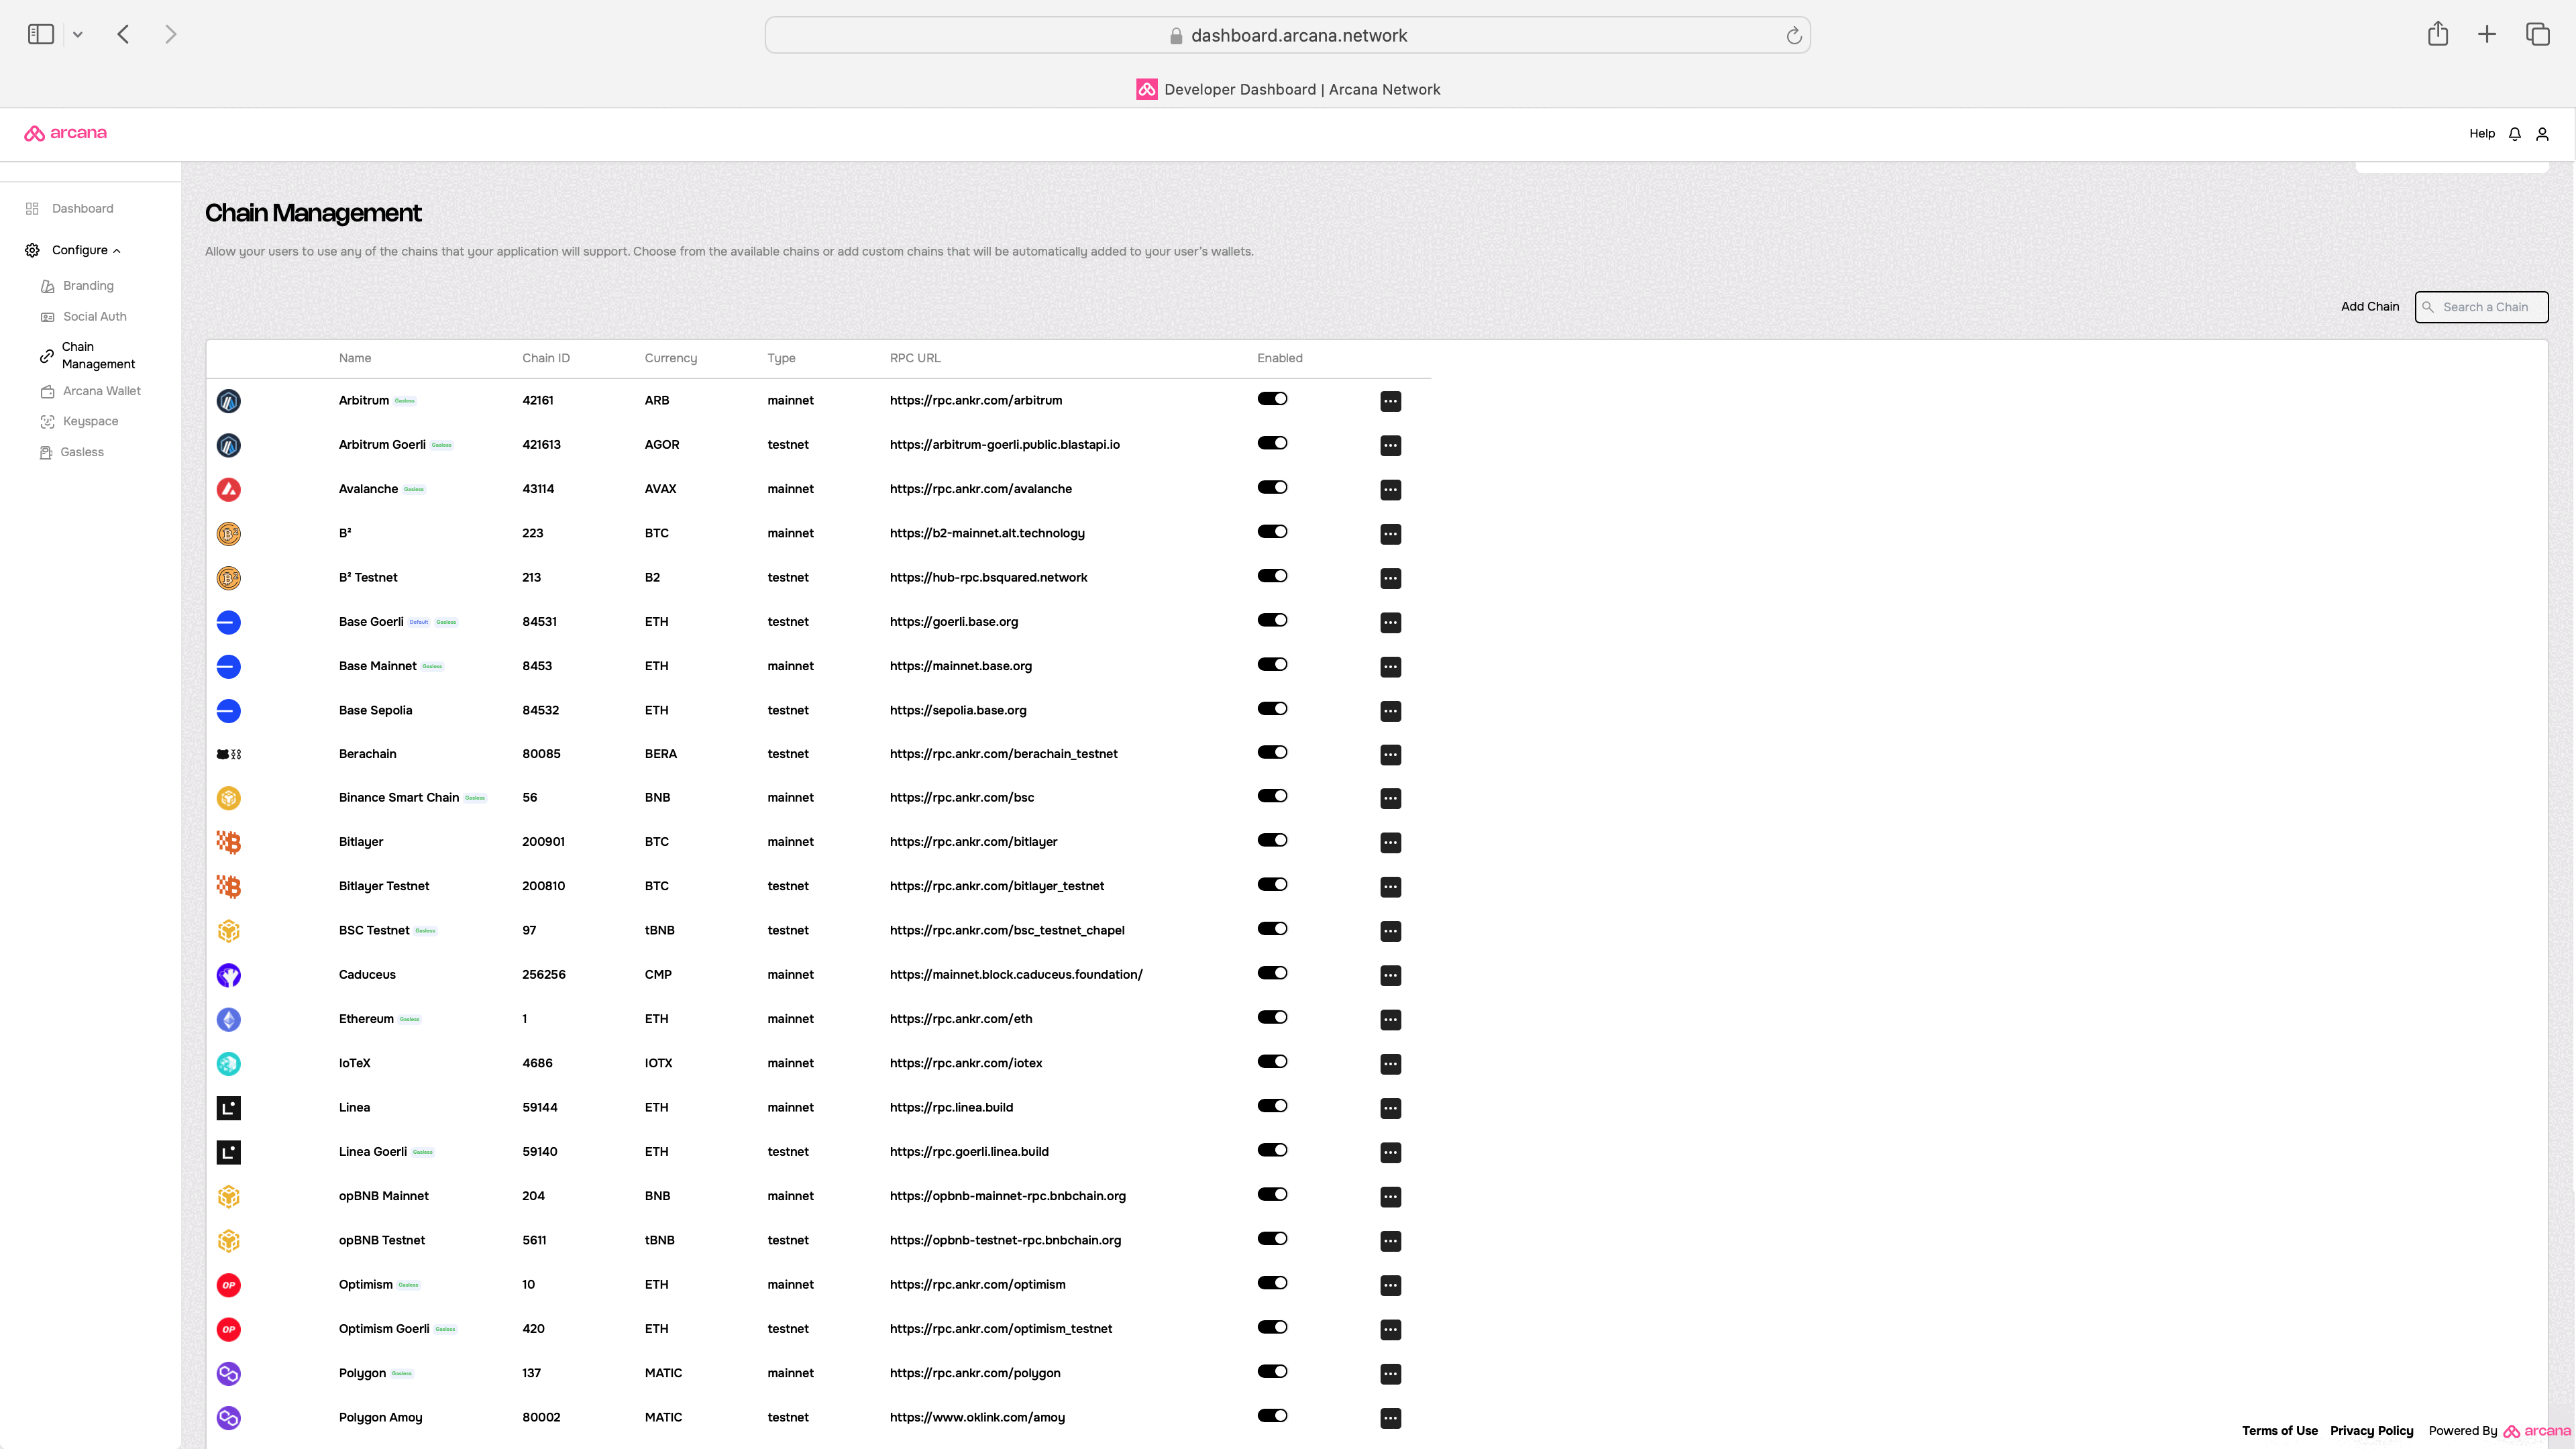 dashboard.arcana.network
Developer Dashboard | Arcana Network
arcana
Help
Dashboard
Configure
Branding
Social Auth
Chain
Management
Arcana Wallet
Keyspace
Gasless
Chain Management
Allow your users to use any of the chains that your application will support. Choose from the available chains or add custom chains that will be automatically added to your user's wallets.
Add Chain Search a Chain
Name Chain ID Currency Type RPC URL Enabled
Arbitrum Gasless 42161 ARB mainnet https://rpc.ankr.com/arbitrum
Arbitrum Goerli Gasless 421613 AGOR testnet https://arbitrum-goerli.public.blastapi.io
Avalanche Gasless 43114 AVAX mainnet https://rpc.ankr.com/avalanche
B² 223 BTC mainnet https://b2-mainnet.alt.technology
B² Testnet 213 B2 testnet https://hub-rpc.bsquared.network
Base Goerli Default Gasless 84531 ETH testnet https://goerli.base.org
Base Mainnet Gasless 8453 ETH mainnet https://mainnet.base.org
Base Sepolia 84532 ETH testnet https://sepolia.base.org
Berachain 80085 BERA testnet https://rpc.ankr.com/berachain_testnet
Binance Smart Chain Gasless 56 BNB mainnet https://rpc.ankr.com/bsc
Bitlayer 200901 BTC mainnet https://rpc.ankr.com/bitlayer
Bitlayer Testnet 200810 BTC testnet https://rpc.ankr.com/bitlayer_testnet
BSC Testnet Gasless 97 tBNB testnet https://rpc.ankr.com/bsc_testnet_chapel
Caduceus 256256 CMP mainnet https://mainnet.block.caduceus.foundation/
Ethereum Gasless 1 ETH mainnet https://rpc.ankr.com/eth
IoTeX 4686 IOTX mainnet https://rpc.ankr.com/iotex
Linea 59144 ETH mainnet https://rpc.linea.build
Linea Goerli Gasless 59140 ETH testnet https://rpc.goerli.linea.build
opBNB Mainnet 204 BNB mainnet https://opbnb-mainnet-rpc.bnbchain.org
opBNB Testnet 5611 tBNB testnet https://opbnb-testnet-rpc.bnbchain.org
OP Optimism Gasless 10 ETH mainnet https://rpc.ankr.com/optimism
OP Optimism Goerli Gasless 420 ETH testnet https://rpc.ankr.com/optimism_testnet
Polygon Gasless 137 MATIC mainnet https://rpc.ankr.com/polygon
Polygon Amoy 80002 MATIC testnet https://www.oklink.com/amoy
Terms of Use Privacy Policy Powered By arcana